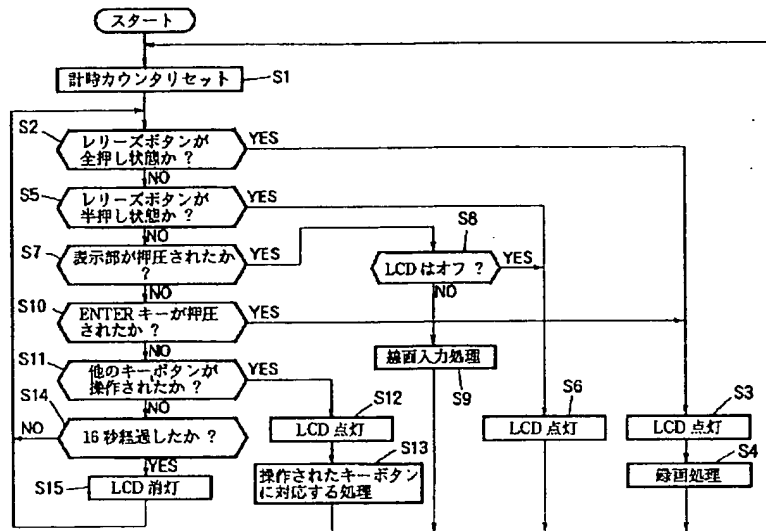 スタート
計時カウンタリセット
S1
S2
レリーズボタンが
全押し状態か?
YES
NO
S5
レリーズボタンが
半押し状態か?
YES
NO
S7
表示部が押圧されたか
?
YES
NO
S8
LCDはオフ?
YES
NO
S10
ENTERキーが押圧
されたか?
YES
NO
線画入力処理
S9
S11
他のキーボタンが
操作されたか?
YES
NO
S12
LCD点灯
S13
操作されたキーボタン
に対応する処理
S6
LCD点灯
S3
LCD点灯
S4
録画処理
S14
16秒経過したか?
NO
YES
S15
LCD消灯